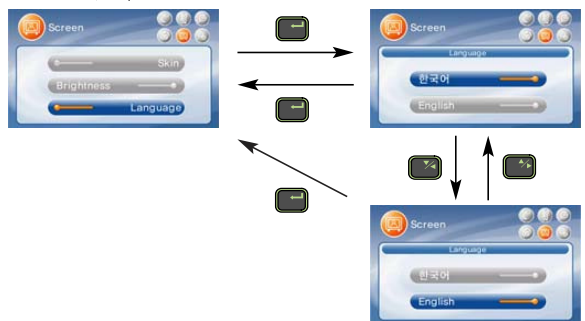 Screen
Skin
Brightness
Language
Screen
Language
한국어
English
Screen
Language
한국어
English